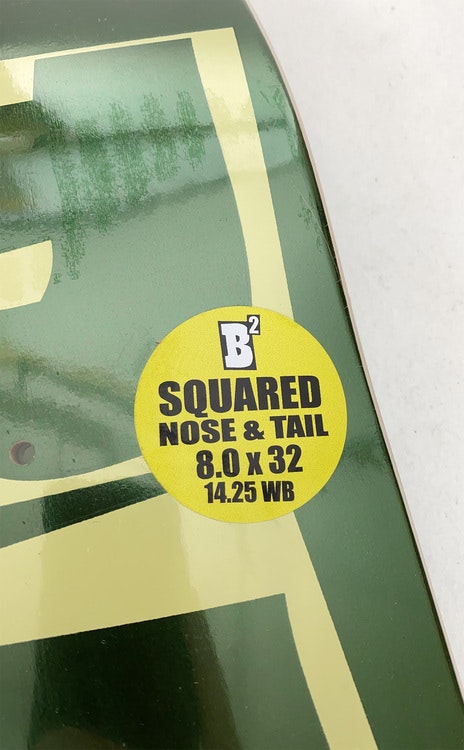 B²
SQUARED
NOSE & TAIL
8.0 x 32
14.25 WB